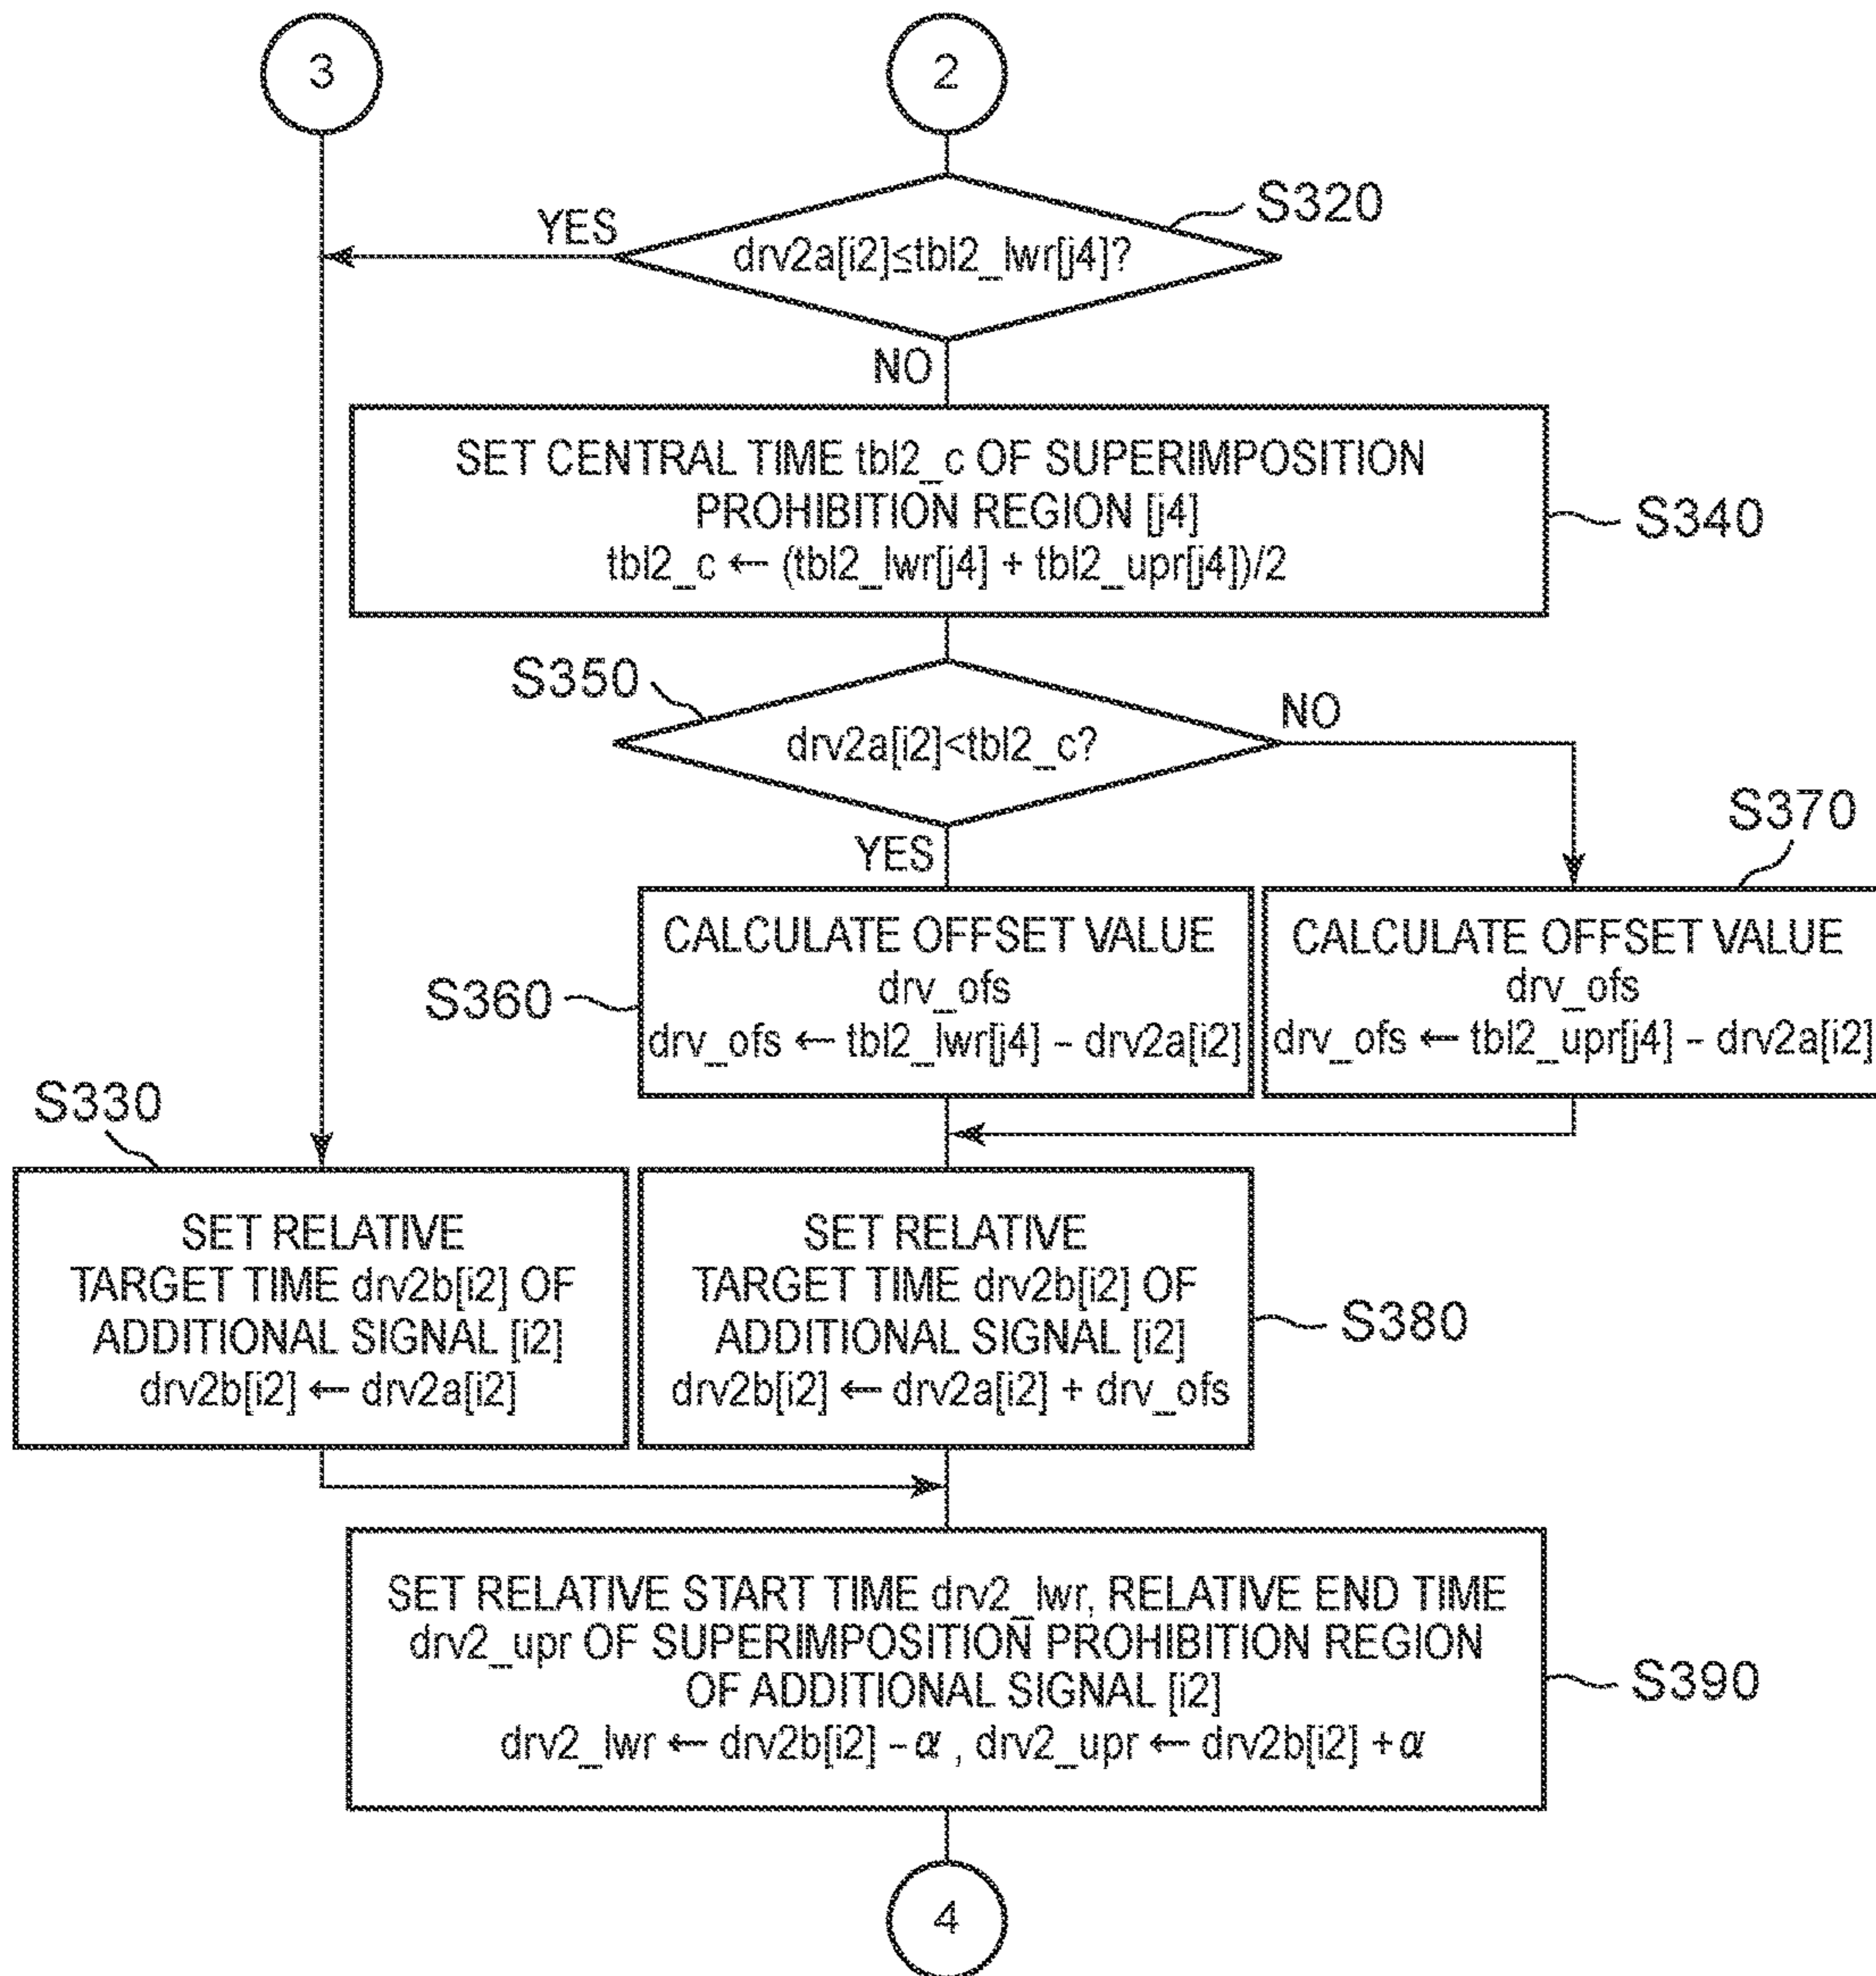 3
2
S320
YES
drv2a[i2]≤tbl2_lwr[j4]?
NO
SET CENTRAL TIME tbl2_c OF SUPERIMPOSITION
PROHIBITION REGION [j4]
tbl2_c ← (tbl2_lwr[j4] + tbl2_upr[j4])/2
S340
S350
NO
drv2a[i2]<tbl2_c?
S370
YES
CALCULATE OFFSET VALUE
drv_ofs
drv_ofs ← tbl2_lwr[j4] – drv2a[i2]
S360
CALCULATE OFFSET VALUE
drv_ofs
drv_ofs ← tbl2_upr[j4] – drv2a[i2]
S330
SET RELATIVE
TARGET TIME drv2b[i2] OF
ADDITIONAL SIGNAL [i2]
drv2b[i2] ← drv2a[i2]
SET RELATIVE
TARGET TIME drv2b[i2] OF
ADDITIONAL SIGNAL [i2]
drv2b[i2] ← drv2a[i2] + drv_ofs
S380
SET RELATIVE START TIME drv2_lwr, RELATIVE END TIME
drv2_upr OF SUPERIMPOSITION PROHIBITION REGION
OF ADDITIONAL SIGNAL [i2]
drv2_lwr ← drv2b[i2] – α , drv2_upr ← drv2b[i2] + α
S390
4